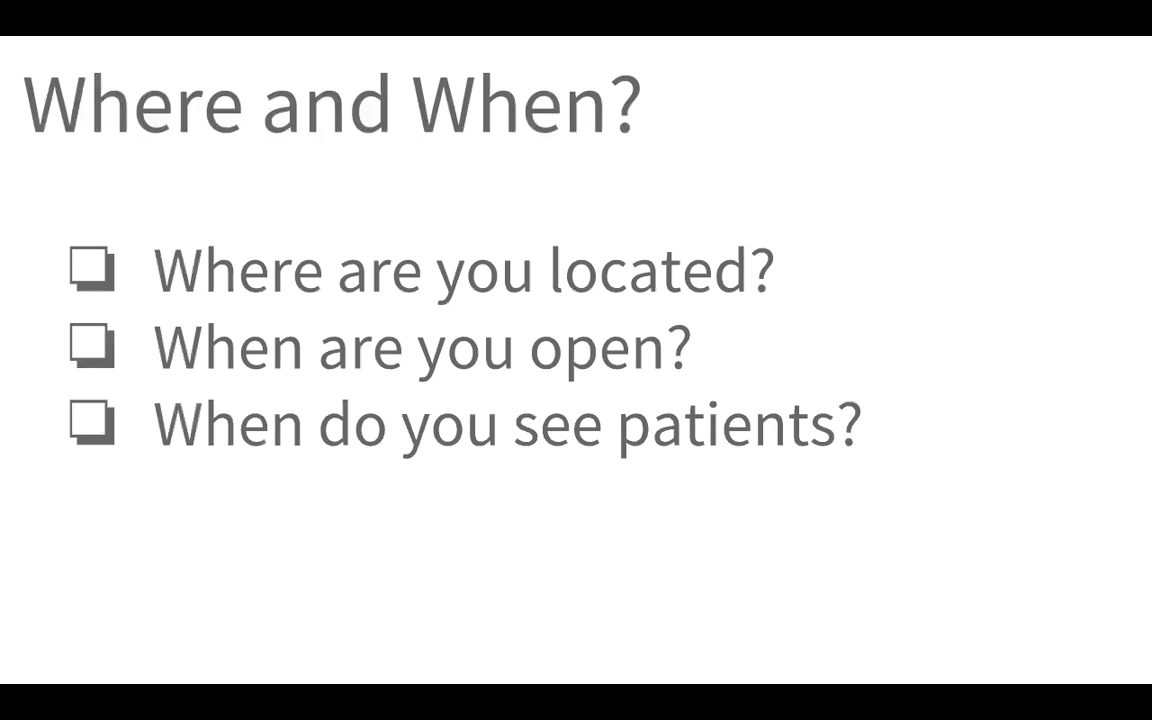 Where and When?
❑ Where are you located?
❑ When are you open?
❑ When do you see patients?